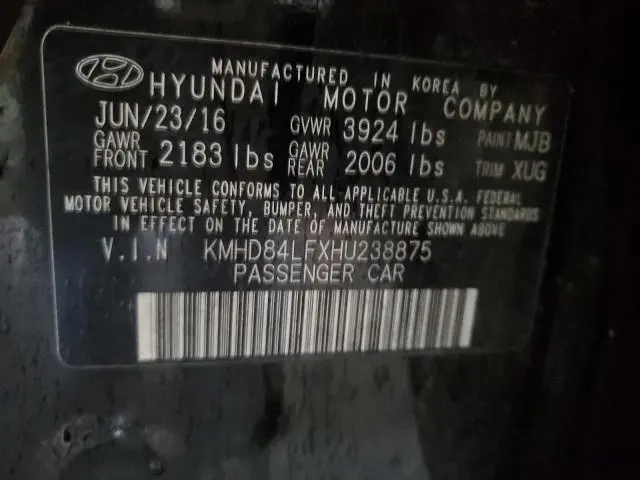 MANUFACTURED IN KOREA BY
HYUNDAI MOTOR COMPANY
JUN/23/16 GVWR 3924 lbs PAINT MJB
GAWR FRONT 2183 lbs GAWR REAR 2006 lbs TRIM XUG
THIS VEHICLE CONFORMS TO ALL APPLICABLE U.S.A. FEDERAL
MOTOR VEHICLE SAFETY, BUMPER, AND THEFT PREVENTION STANDARDS
IN EFFECT ON THE DATE OF MANUFACTURE SHOWN ABOVE
V.I.N KMHD84LFXHU238875
PASSENGER CAR